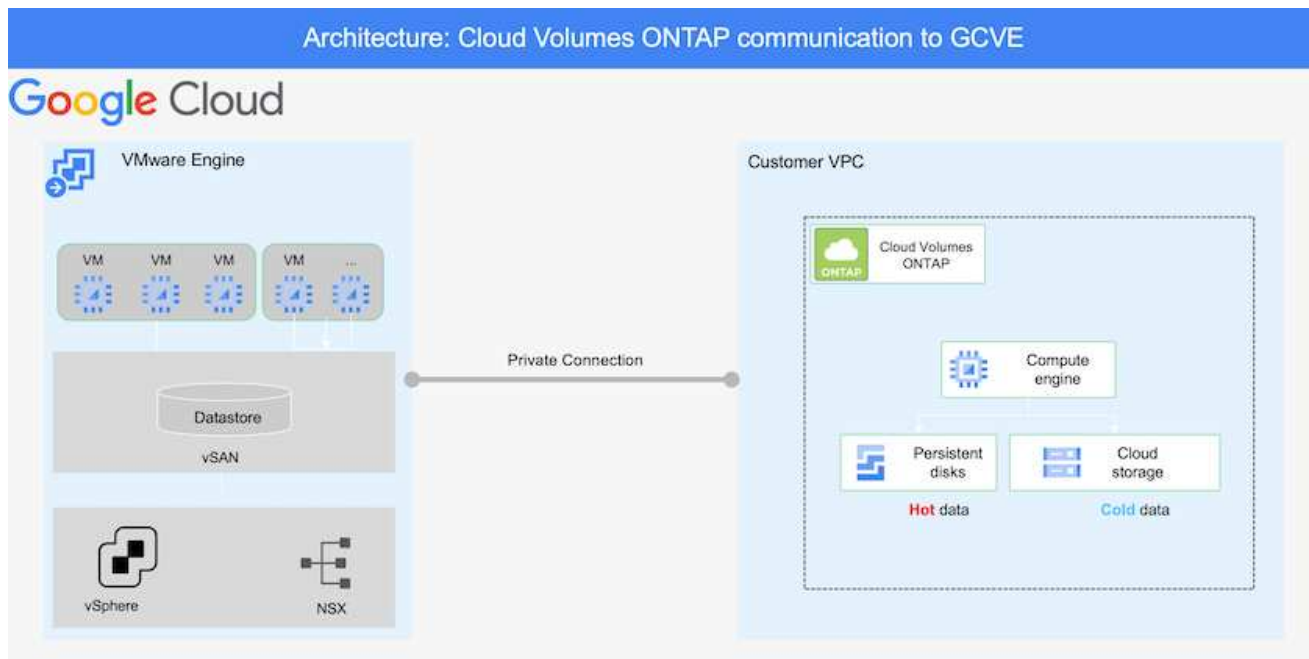 Architecture: Cloud Volumes ONTAP communication to GCVE
Google Cloud
VMware Engine
VM VM VM VM ...
Datastore
vSAN
vSphere
NSX
Private Connection
Customer VPC
ONTAP
Cloud Volumes
ONTAP
Compute
engine
Persistent
disks
Hot data
Cloud
storage
Cold data